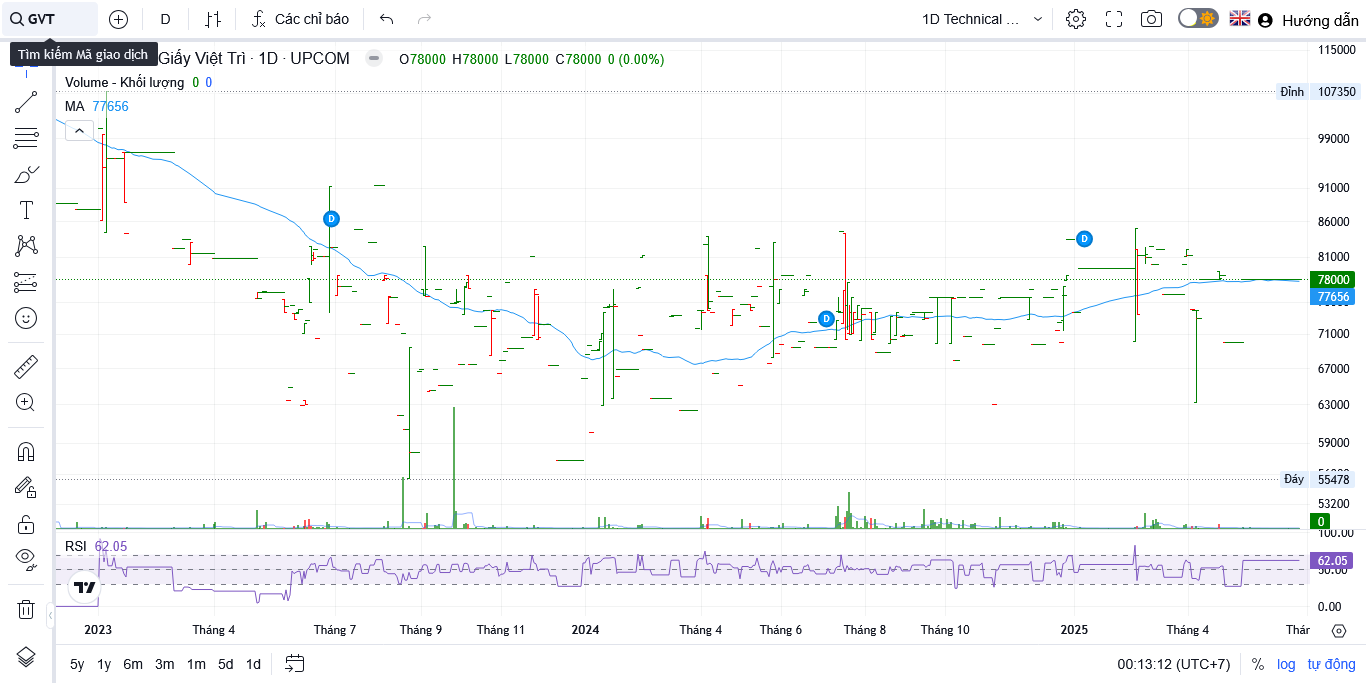 GVT
D
Các chỉ báo
1D Technical ...
Hướng dẫn
Tìm kiếm Mã giao dịch
Giấy Việt Trì · 1D · UPCOM
O78000 H78000 L78000 C78000 0 (0.00%)
Volume - Khối lượng 0 0
MA 77656
115000
Đỉnh 107350
99000
91000
86000
81000
78000
77656
71000
67000
63000
59000
Đáy 55478
53200
0
100.00
RSI 62.05
62.05
50.00
0.00
D
D
D
2023 Tháng 4 Tháng 7 Tháng 9 Tháng 11 2024 Tháng 4 Tháng 6 Tháng 8 Tháng 10 2025 Tháng 4 Thár
5y 1y 6m 3m 1m 5d 1d
00:13:12 (UTC+7) % log tự động